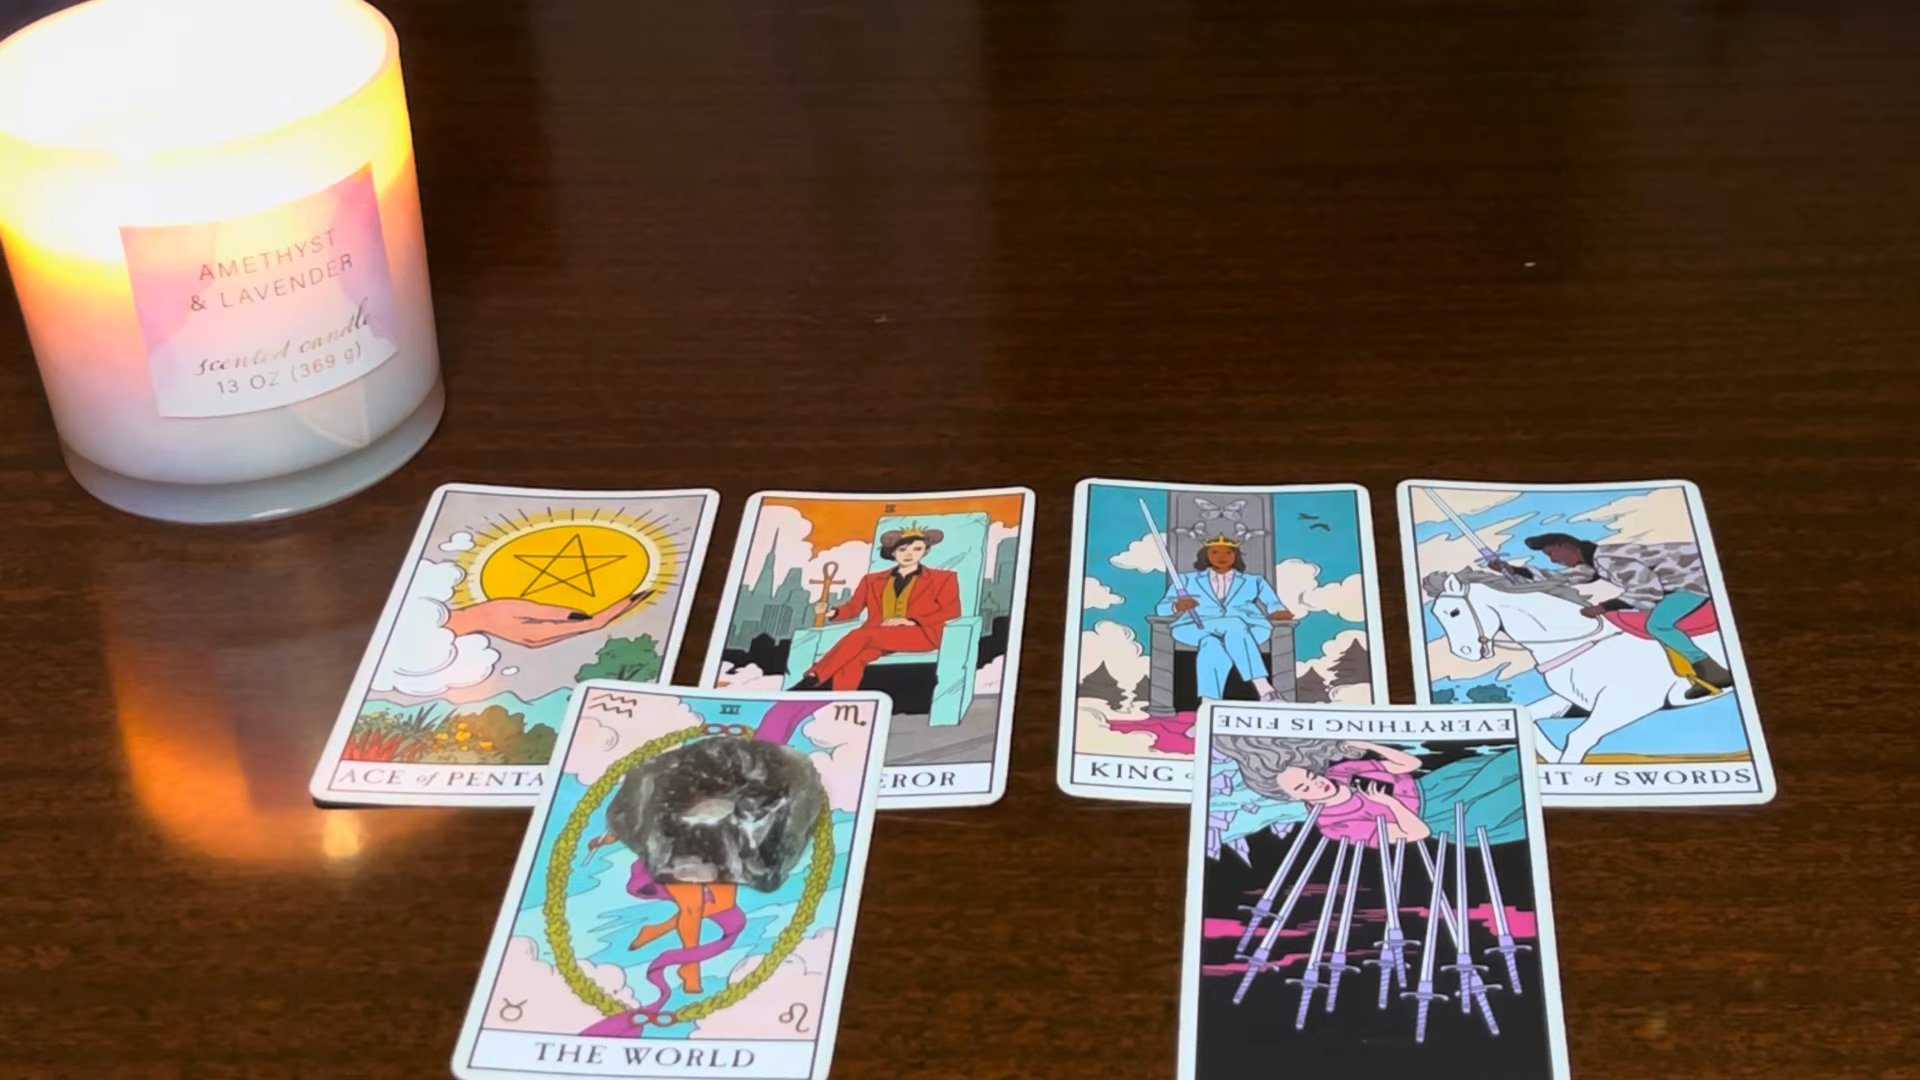 AMETHYST
& LAVENDER
scented candle
13 OZ (369 g)
ACE of PENTA
EROR
KING
HT of SWORDS
XXI
EVERYTHING IS FINE
THE WORLD